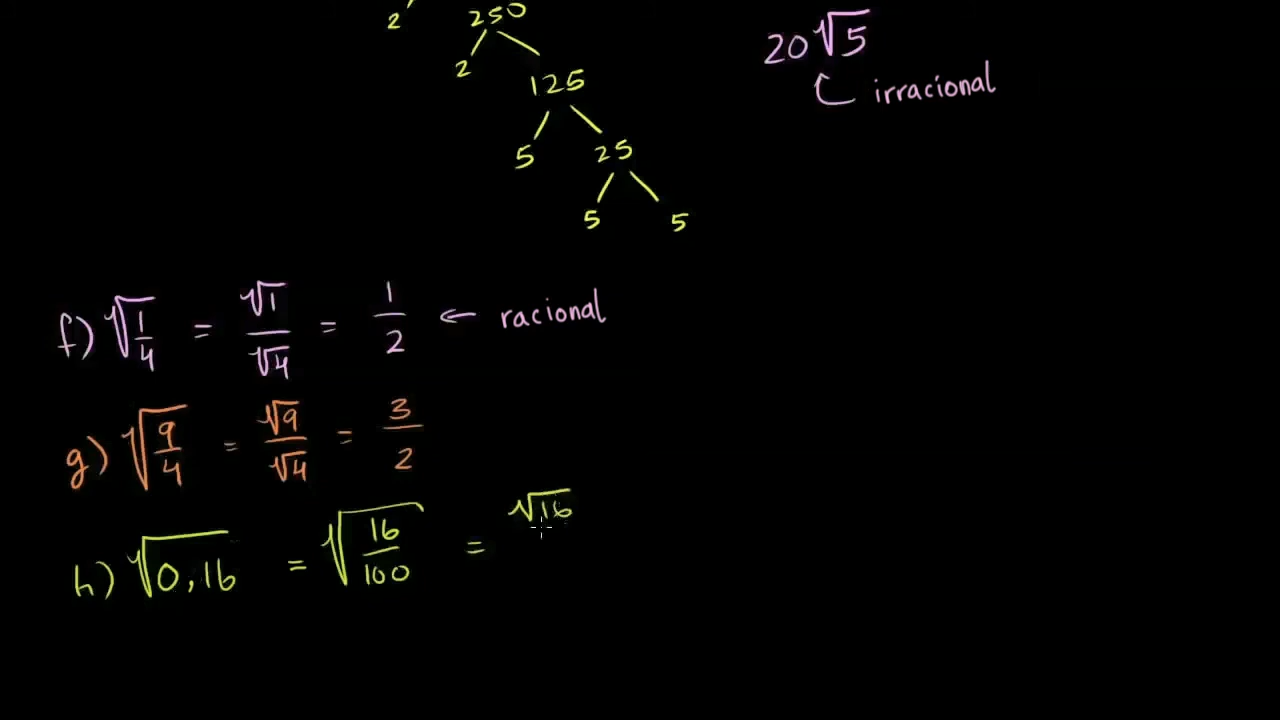 2
250
2
125
5
25
5
5
20√5
irracional
f) √(1/4) = √1/√4 = 1/2 ← racional
g) √(9/4) = √9/√4 = 3/2
h) √0,16 = √(16/100) = √16